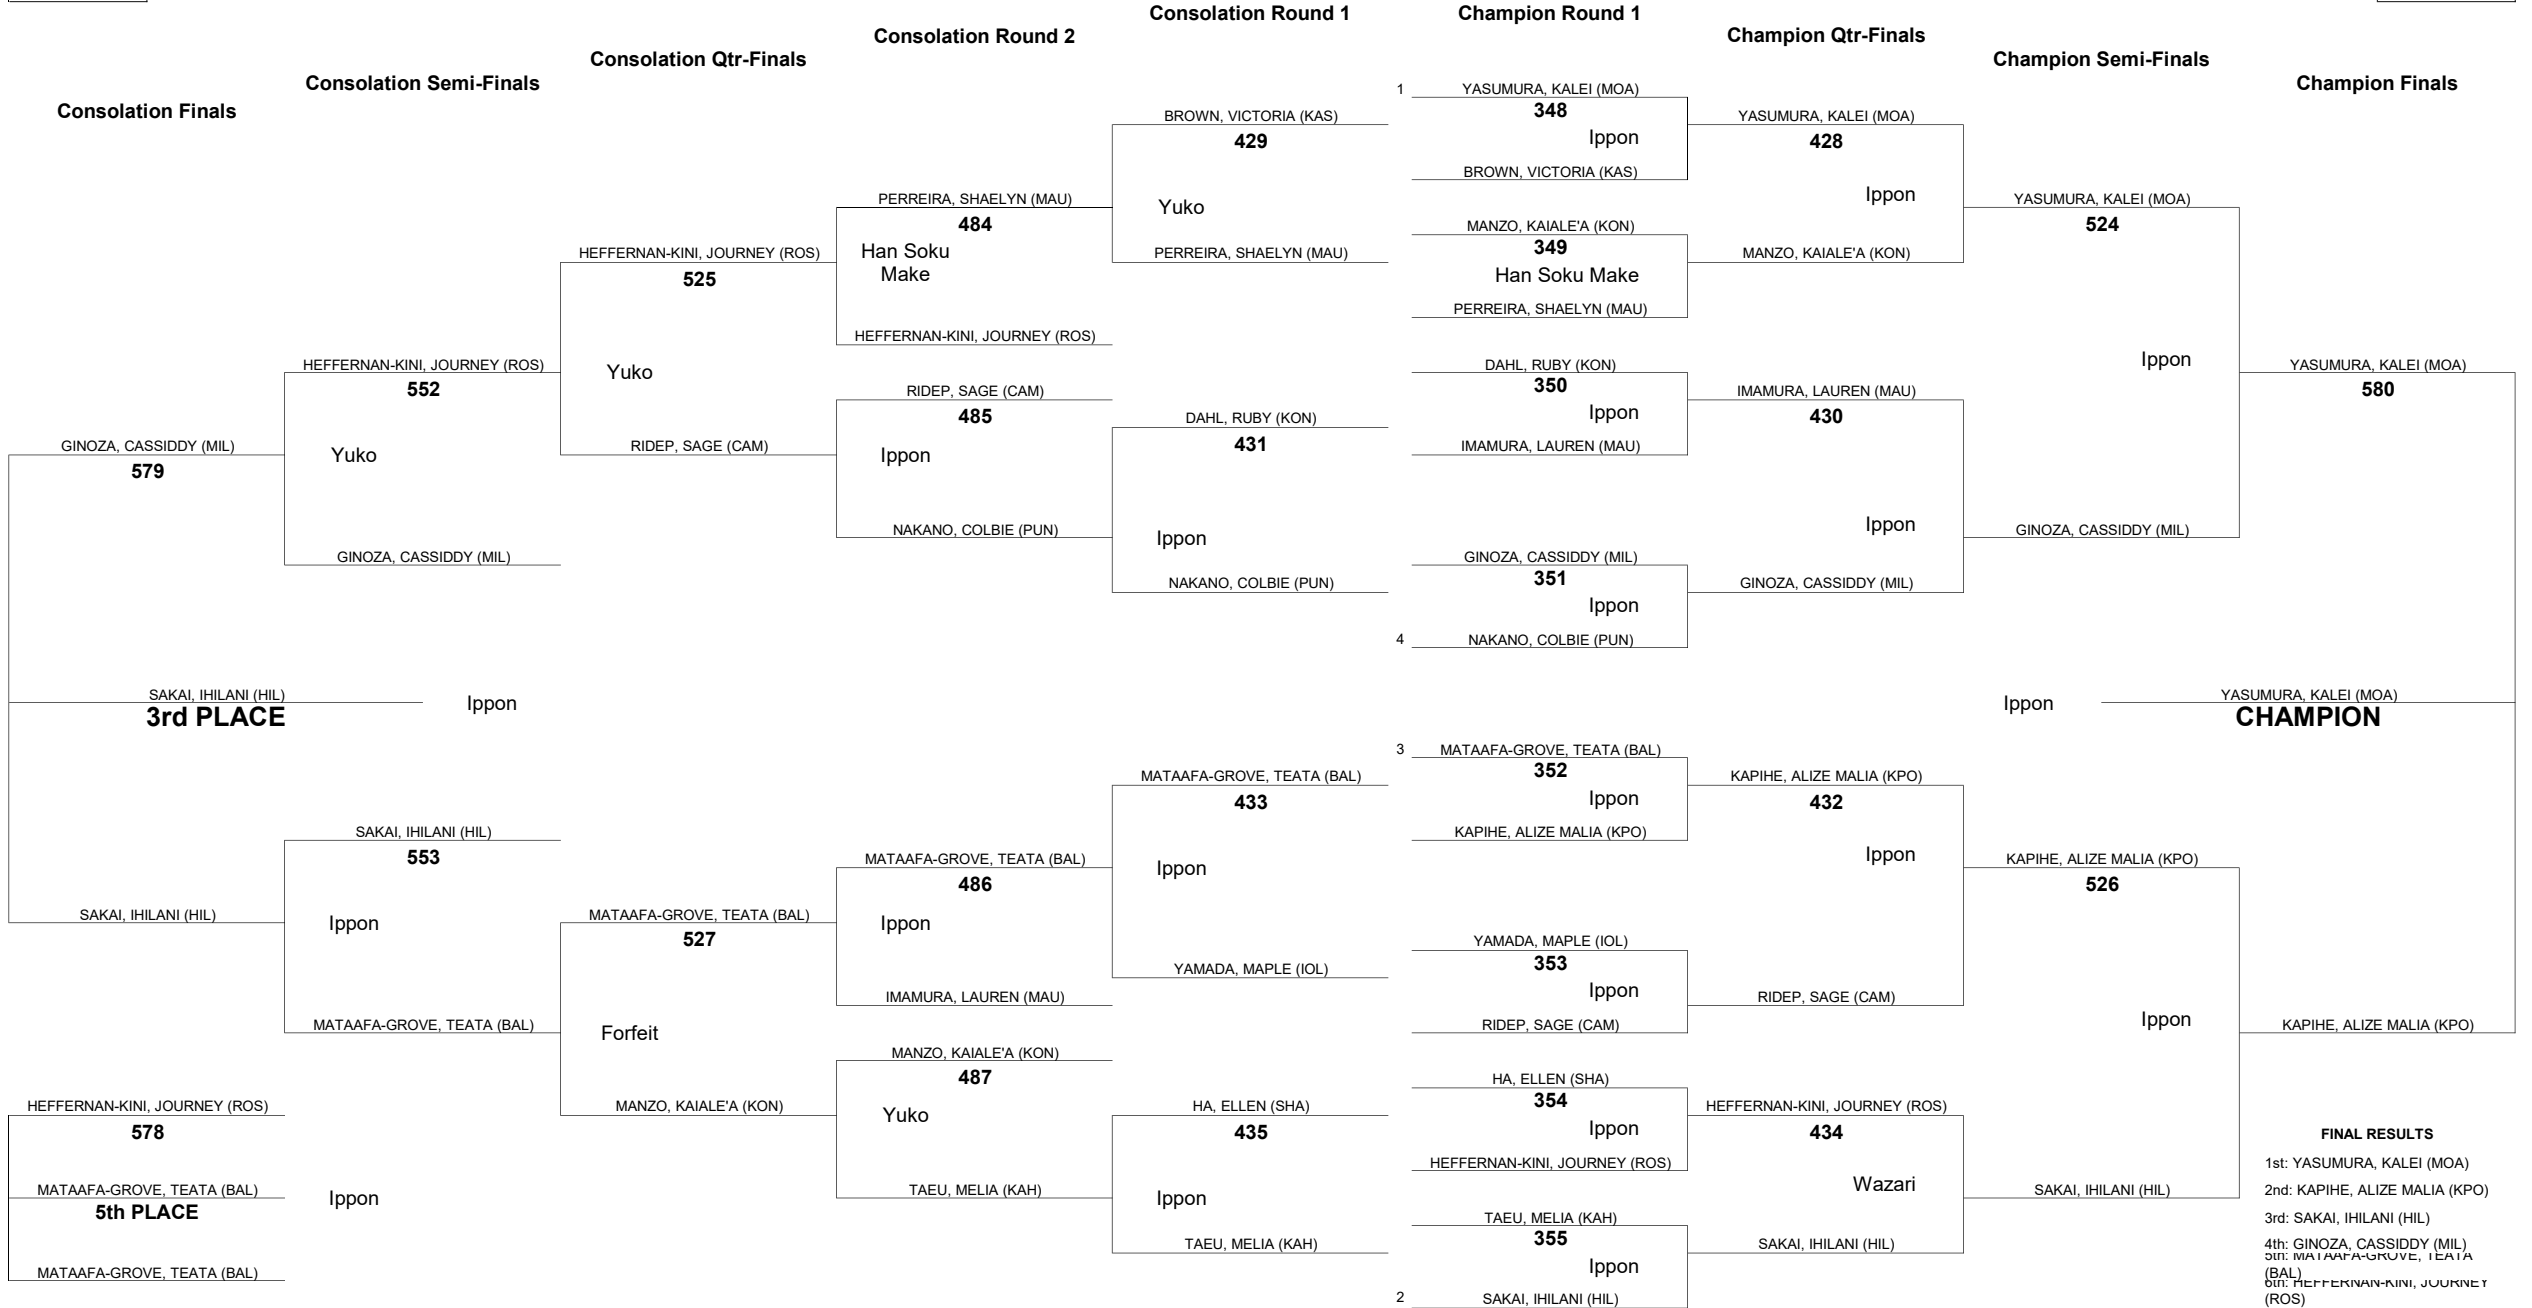 Consolation Round 1
Champion Round 1
Consolation Round 2
Champion Qtr-Finals
Consolation Qtr-Finals
Champion Semi-Finals
Consolation Semi-Finals
Champion Finals
Consolation Finals
GINOZA, CASSIDDY (MIL)
579
SAKAI, IHILANI (HIL)
3rd PLACE
Ippon
SAKAI, IHILANI (HIL)
HEFFERNAN-KINI, JOURNEY (ROS)
578
MATAAFA-GROVE, TEATA (BAL)
5th PLACE
Ippon
MATAAFA-GROVE, TEATA (BAL)
HEFFERNAN-KINI, JOURNEY (ROS)
552
Yuko
GINOZA, CASSIDDY (MIL)
SAKAI, IHILANI (HIL)
553
Ippon
MATAAFA-GROVE, TEATA (BAL)
HEFFERNAN-KINI, JOURNEY (ROS)
525
Yuko
RIDEP, SAGE (CAM)
MATAAFA-GROVE, TEATA (BAL)
527
Forfeit
MANZO, KAIALE'A (KON)
PERREIRA, SHAELYN (MAU)
484
Han Soku
Make
HEFFERNAN-KINI, JOURNEY (ROS)
RIDEP, SAGE (CAM)
485
Ippon
NAKANO, COLBIE (PUN)
MATAAFA-GROVE, TEATA (BAL)
486
Ippon
IMAMURA, LAUREN (MAU)
MANZO, KAIALE'A (KON)
487
Yuko
TAEU, MELIA (KAH)
BROWN, VICTORIA (KAS)
429
Yuko
PERREIRA, SHAELYN (MAU)
DAHL, RUBY (KON)
431
Ippon
NAKANO, COLBIE (PUN)
MATAAFA-GROVE, TEATA (BAL)
433
Ippon
YAMADA, MAPLE (IOL)
HA, ELLEN (SHA)
435
Ippon
TAEU, MELIA (KAH)
1 YASUMURA, KALEI (MOA)
348
Ippon
BROWN, VICTORIA (KAS)
MANZO, KAIALE'A (KON)
349
Han Soku Make
PERREIRA, SHAELYN (MAU)
DAHL, RUBY (KON)
350
Ippon
IMAMURA, LAUREN (MAU)
GINOZA, CASSIDDY (MIL)
351
Ippon
4 NAKANO, COLBIE (PUN)
3 MATAAFA-GROVE, TEATA (BAL)
352
Ippon
KAPIHE, ALIZE MALIA (KPO)
YAMADA, MAPLE (IOL)
353
Ippon
RIDEP, SAGE (CAM)
HA, ELLEN (SHA)
354
Ippon
HEFFERNAN-KINI, JOURNEY (ROS)
TAEU, MELIA (KAH)
355
Ippon
2 SAKAI, IHILANI (HIL)
YASUMURA, KALEI (MOA)
428
Ippon
MANZO, KAIALE'A (KON)
IMAMURA, LAUREN (MAU)
430
Ippon
GINOZA, CASSIDDY (MIL)
KAPIHE, ALIZE MALIA (KPO)
432
Ippon
RIDEP, SAGE (CAM)
HEFFERNAN-KINI, JOURNEY (ROS)
434
Wazari
SAKAI, IHILANI (HIL)
YASUMURA, KALEI (MOA)
524
Ippon
GINOZA, CASSIDDY (MIL)
KAPIHE, ALIZE MALIA (KPO)
526
Ippon
SAKAI, IHILANI (HIL)
YASUMURA, KALEI (MOA)
580
Ippon
YASUMURA, KALEI (MOA)
CHAMPION
KAPIHE, ALIZE MALIA (KPO)
FINAL RESULTS
1st: YASUMURA, KALEI (MOA)
2nd: KAPIHE, ALIZE MALIA (KPO)
3rd: SAKAI, IHILANI (HIL)
4th: GINOZA, CASSIDDY (MIL)
5th: MATAAFA-GROVE, TEATA
(BAL)
6th: HEFFERNAN-KINI, JOURNEY
(ROS)